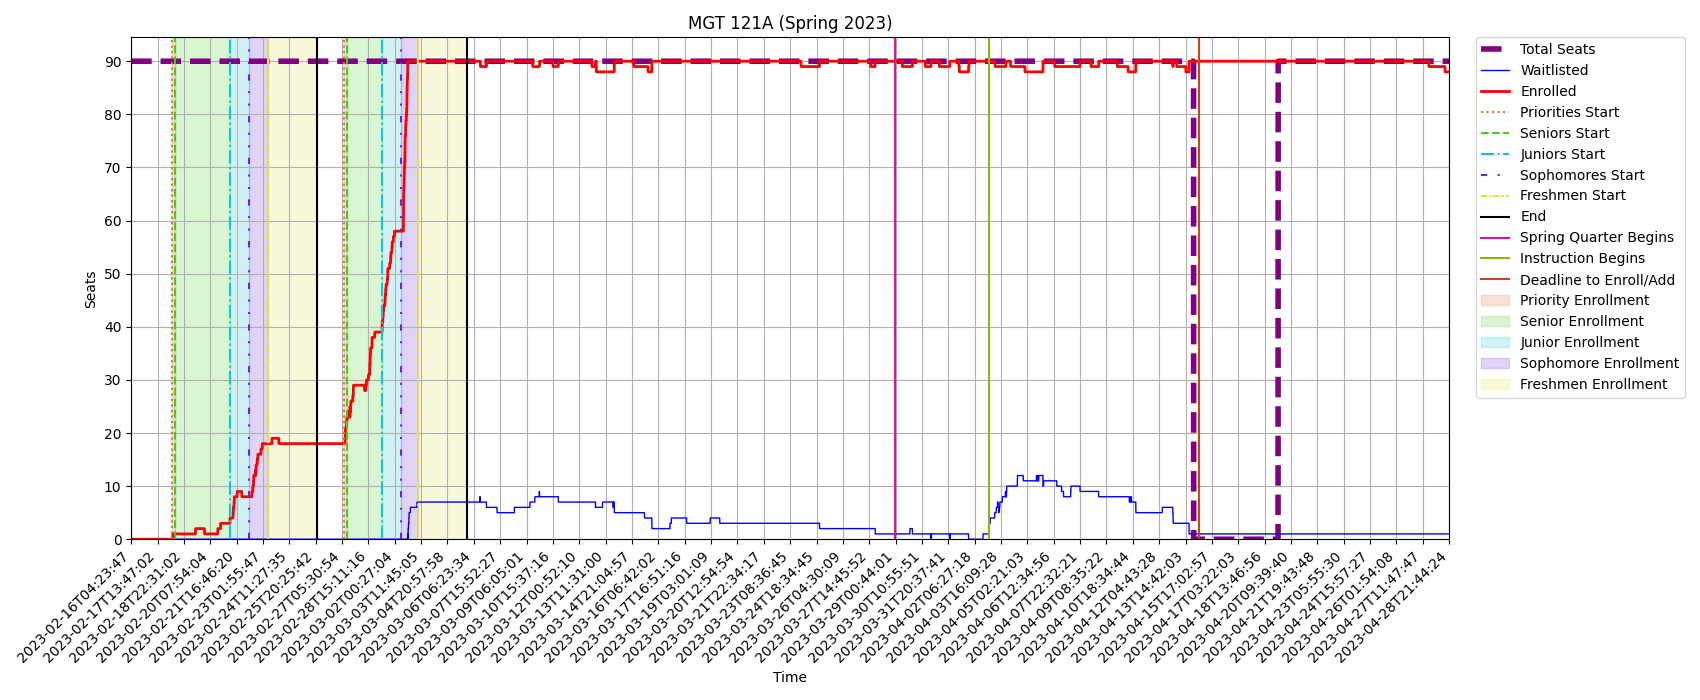 MGT 121A (Spring 2023)
Seats
90
80
70
60
50
40
30
20
10
0
2023-02-16T04:23:47
2023-02-17T13:47:02
2023-02-18T22:31:02
2023-02-20T07:54:04
2023-02-21T16:46:20
2023-02-23T01:55:47
2023-02-24T11:27:35
2023-02-25T20:25:42
2023-02-27T05:30:54
2023-02-28T15:11:16
2023-03-02T00:27:04
2023-03-03T11:45:05
2023-03-04T20:57:58
2023-03-06T06:23:34
2023-03-07T15:52:27
2023-03-09T06:05:01
2023-03-10T15:37:16
2023-03-12T00:52:10
2023-03-13T11:31:00
2023-03-14T21:04:57
2023-03-16T06:42:02
2023-03-17T16:51:16
2023-03-19T03:01:09
2023-03-20T12:54:54
2023-03-21T22:34:17
2023-03-23T08:36:45
2023-03-24T18:34:45
2023-03-26T04:30:09
2023-03-27T14:45:52
2023-03-29T00:44:01
2023-03-30T10:55:51
2023-03-31T20:37:41
2023-04-02T06:27:18
2023-04-03T16:09:28
2023-04-05T02:21:03
2023-04-06T12:34:56
2023-04-07T22:32:21
2023-04-09T08:35:22
2023-04-10T18:34:44
2023-04-12T04:43:28
2023-04-13T14:42:03
2023-04-15T17:02:57
2023-04-17T03:22:03
2023-04-18T13:46:56
2023-04-20T09:39:40
2023-04-21T19:43:48
2023-04-23T05:55:30
2023-04-24T15:57:27
2023-04-26T01:54:08
2023-04-27T11:47:47
2023-04-28T21:44:24
Time
Total Seats
Waitlisted
Enrolled
Priorities Start
Seniors Start
Juniors Start
Sophomores Start
Freshmen Start
End
Spring Quarter Begins
Instruction Begins
Deadline to Enroll/Add
Priority Enrollment
Senior Enrollment
Junior Enrollment
Sophomore Enrollment
Freshmen Enrollment